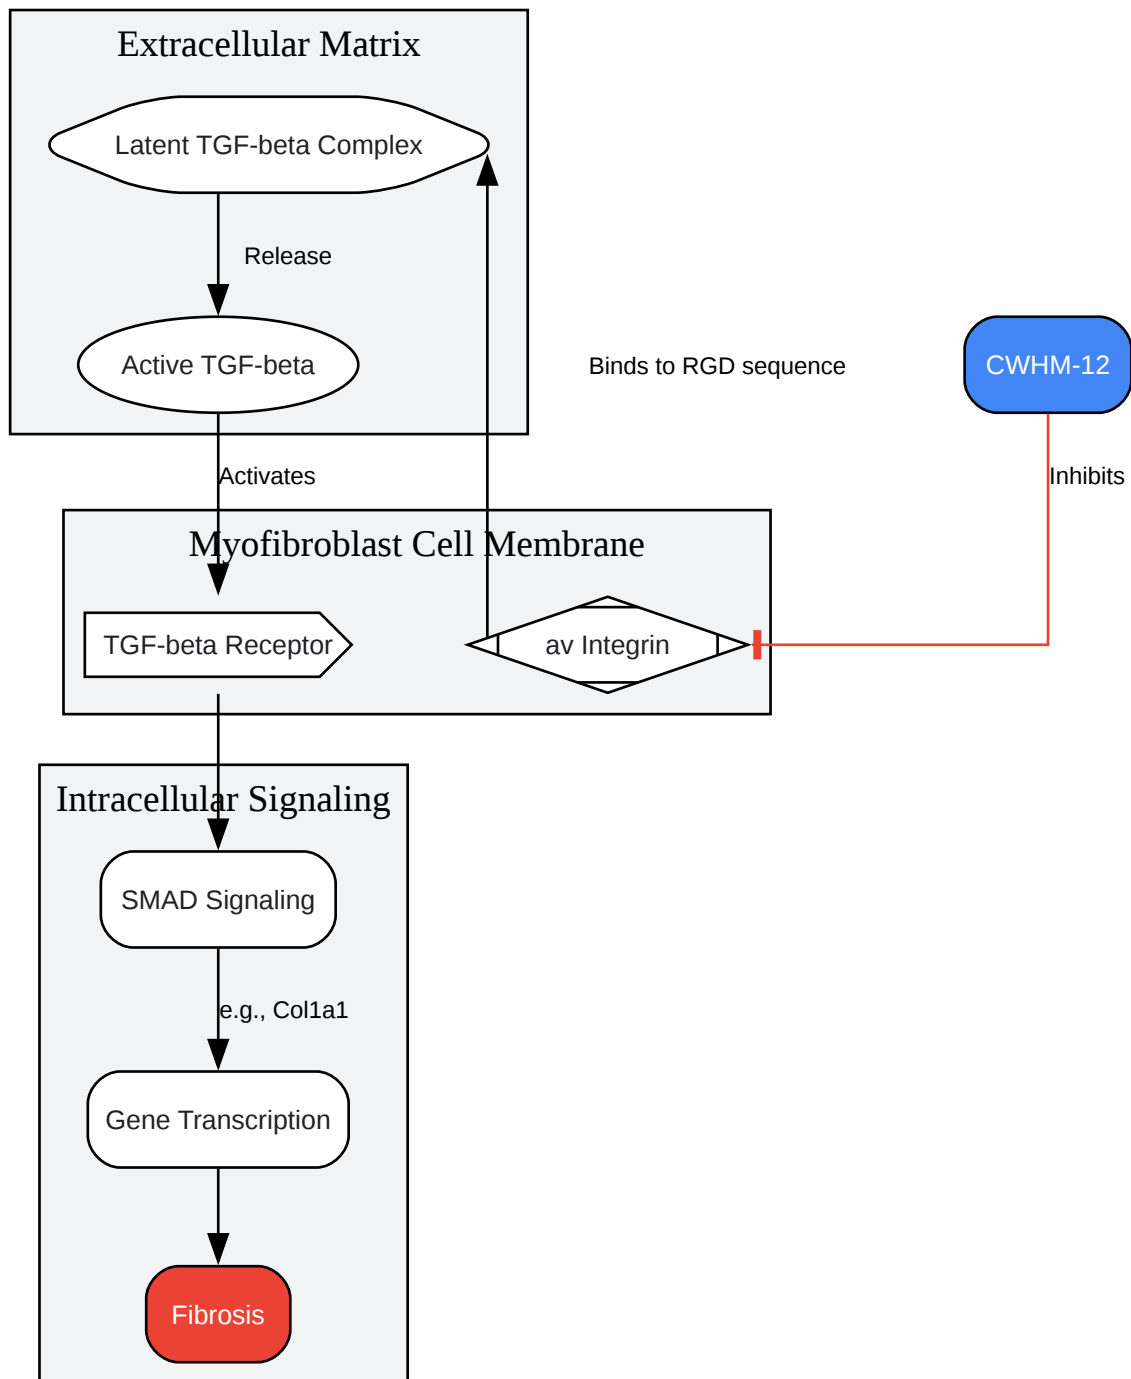 Extracellular Matrix
Latent TGF-beta Complex
Release
Active TGF-beta
Binds to RGD sequence
CWHM-12
Activates
Inhibits
Myofibroblast Cell Membrane
TGF-beta Receptor
av Integrin
Intracellular Signaling
SMAD Signaling
e.g., Col1a1
Gene Transcription
Fibrosis